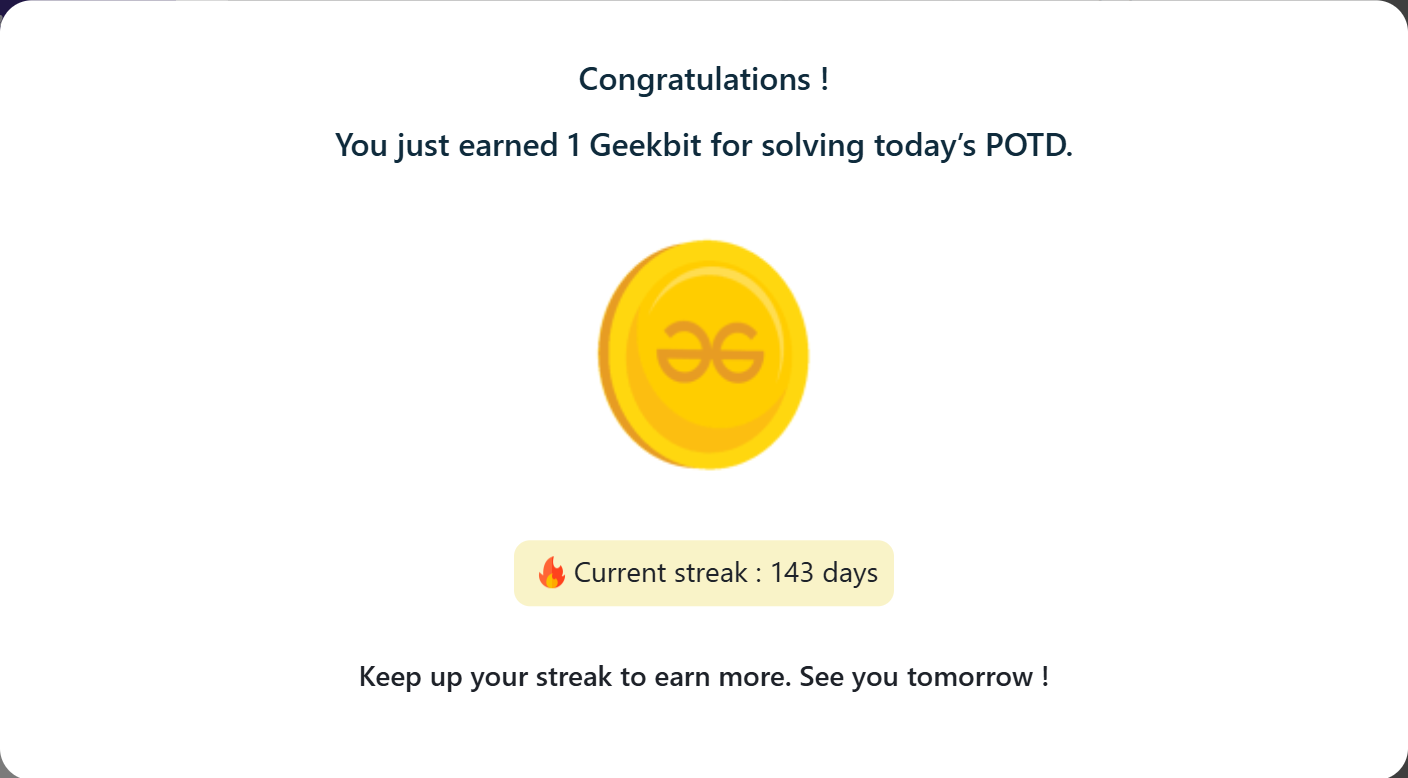 Congratulations !
You just earned 1 Geekbit for solving today’s POTD.
Current streak : 143 days
Keep up your streak to earn more. See you tomorrow !